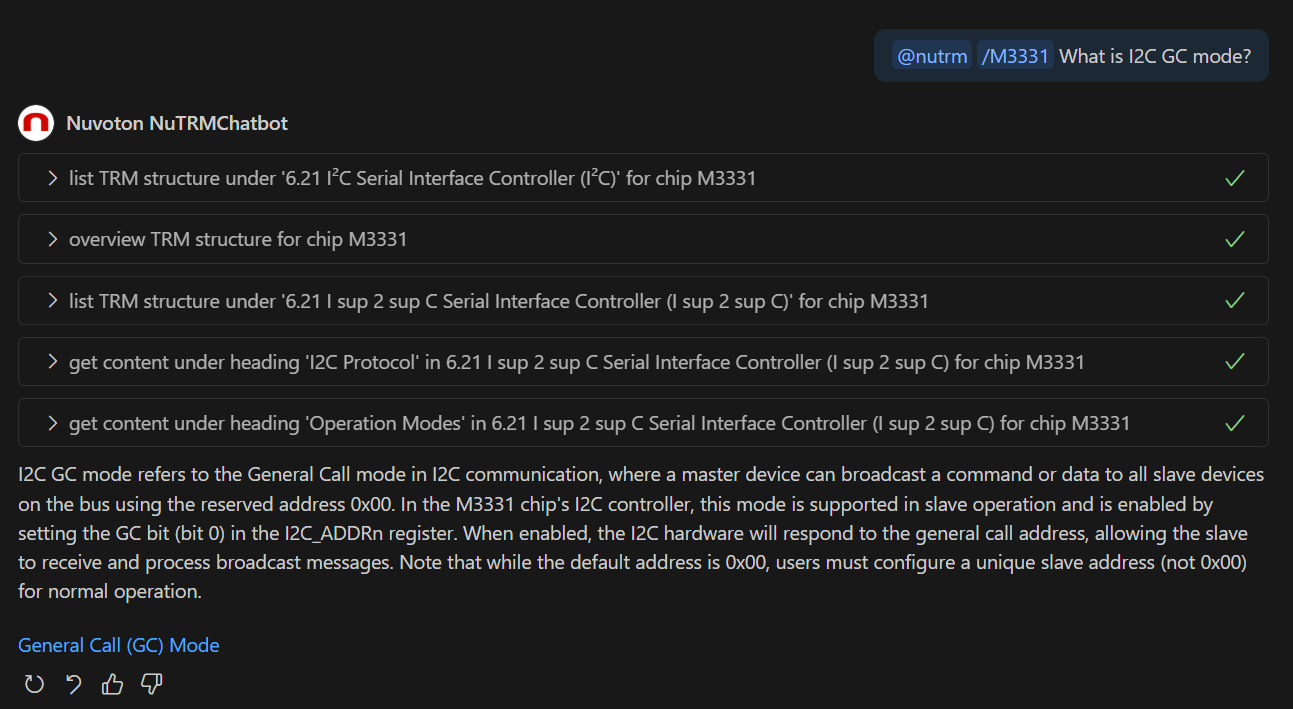 @nutrm /M3331 What is I2C GC mode?
Nuvoton NuTRMChatbot
list TRM structure under '6.21 I²C Serial Interface Controller (I²C)' for chip M3331
overview TRM structure for chip M3331
list TRM structure under '6.21 I sup 2 sup C Serial Interface Controller (I sup 2 sup C)' for chip M3331
get content under heading 'I2C Protocol' in 6.21 I sup 2 sup C Serial Interface Controller (I sup 2 sup C) for chip M3331
get content under heading 'Operation Modes' in 6.21 I sup 2 sup C Serial Interface Controller (I sup 2 sup C) for chip M3331
I2C GC mode refers to the General Call mode in I2C communication, where a master device can broadcast a command or data to all slave devices
on the bus using the reserved address 0x00. In the M3331 chip's I2C controller, this mode is supported in slave operation and is enabled by
setting the GC bit (bit 0) in the I2C_ADDRn register. When enabled, the I2C hardware will respond to the general call address, allowing the slave
to receive and process broadcast messages. Note that while the default address is 0x00, users must configure a unique slave address (not 0x00)
for normal operation.
General Call (GC) Mode